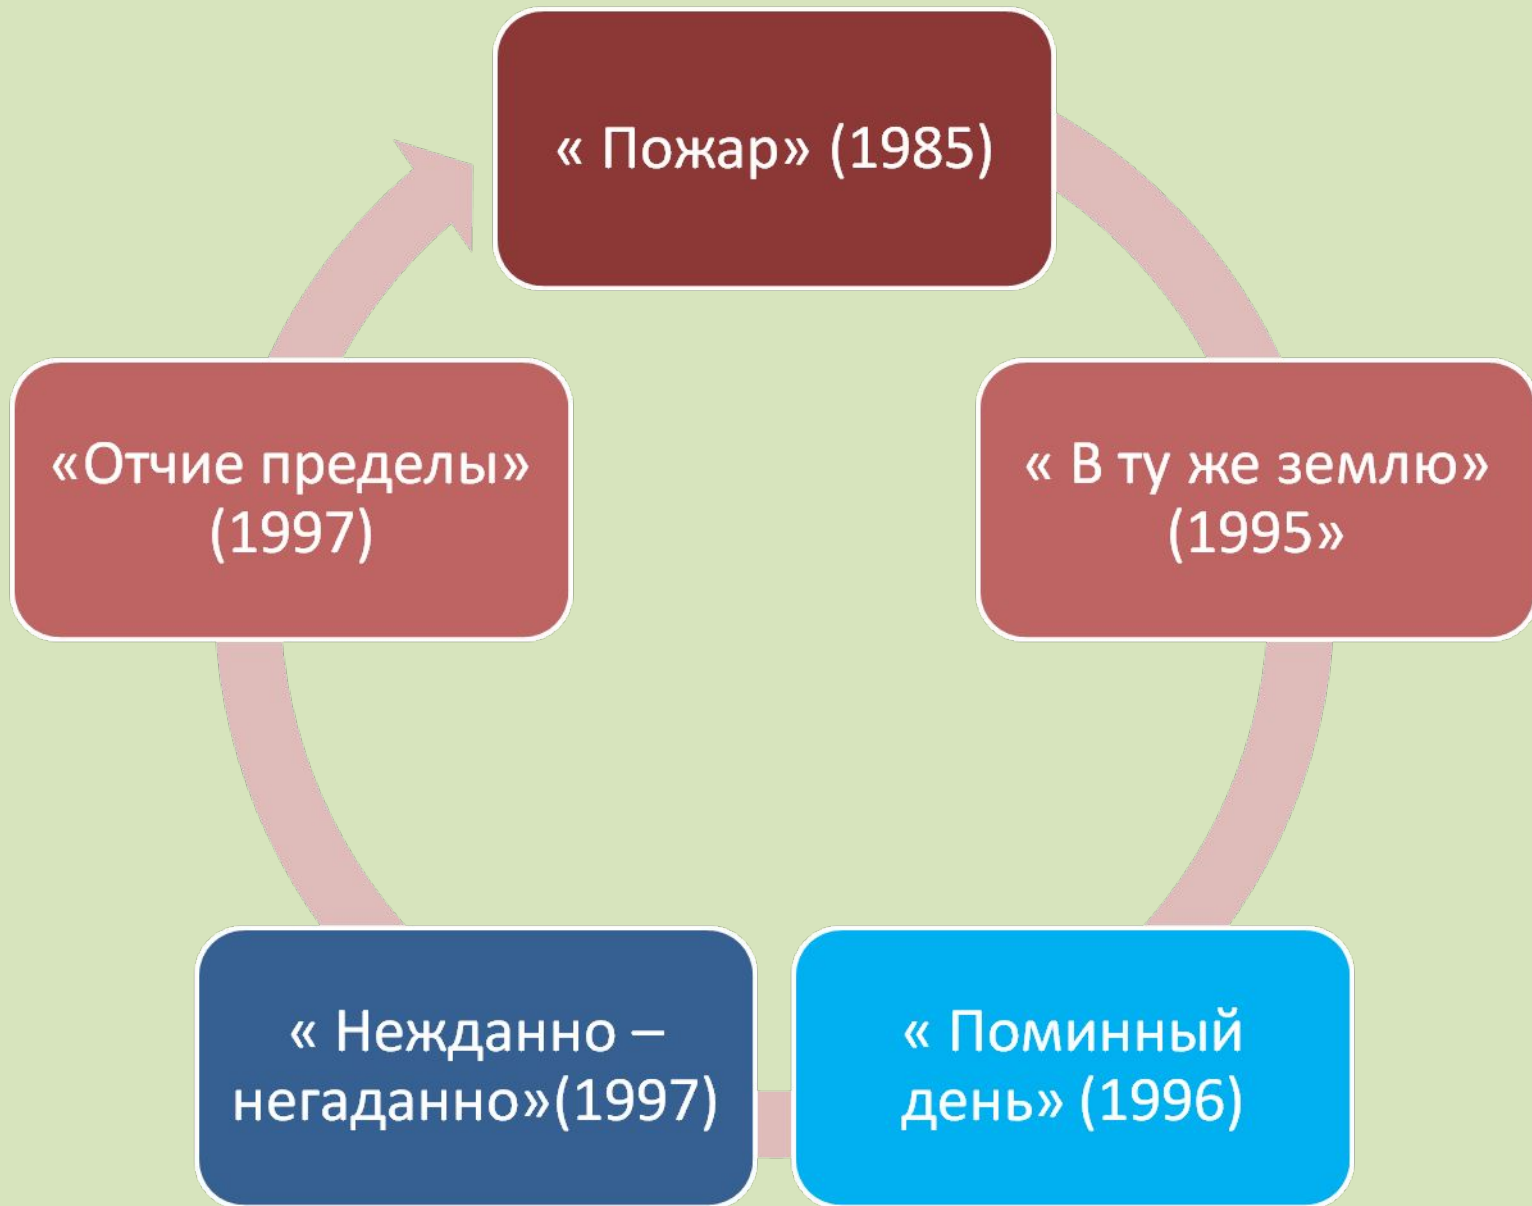 « Пожар» (1985)
« В ту же землю»
(1995»
« Поминный
день» (1996)
« Нежданно –
негаданно»(1997)
«Отчие пределы»
(1997)